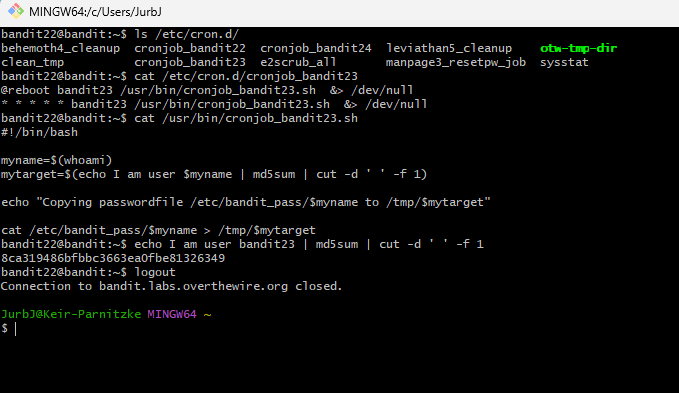 MINGW64:/c/Users/JurbJ
bandit22@bandit:~$ ls /etc/cron.d/
behemoth4_cleanup  cronjob_bandit22  cronjob_bandit24  leviathan5_cleanup    otw-tmp-dir
clean_tmp          cronjob_bandit23  e2scrub_all       manpage3_resetpw_job  sysstat
bandit22@bandit:~$ cat /etc/cron.d/cronjob_bandit23
@reboot bandit23 /usr/bin/cronjob_bandit23.sh  &> /dev/null
* * * * * bandit23 /usr/bin/cronjob_bandit23.sh  &> /dev/null
bandit22@bandit:~$ cat /usr/bin/cronjob_bandit23.sh
#!/bin/bash

myname=$(whoami)
mytarget=$(echo I am user $myname | md5sum | cut -d ' ' -f 1)

echo "Copying passwordfile /etc/bandit_pass/$myname to /tmp/$mytarget"

cat /etc/bandit_pass/$myname > /tmp/$mytarget
bandit22@bandit:~$ echo I am user bandit23 | md5sum | cut -d ' ' -f 1
8ca319486bfbbc3663ea0fbe81326349
bandit22@bandit:~$ logout
Connection to bandit.labs.overthewire.org closed.

JurbJ@Keir-Parnitzke MINGW64 ~
$